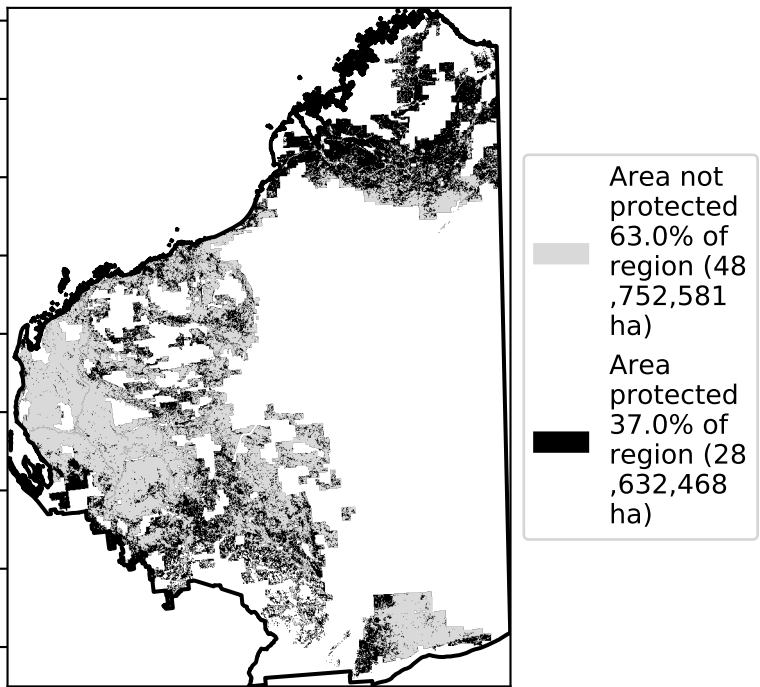 Area not
protected
63.0% of
region (48
,752,581
ha)
Area
protected
37.0% of
region (28
,632,468
ha)